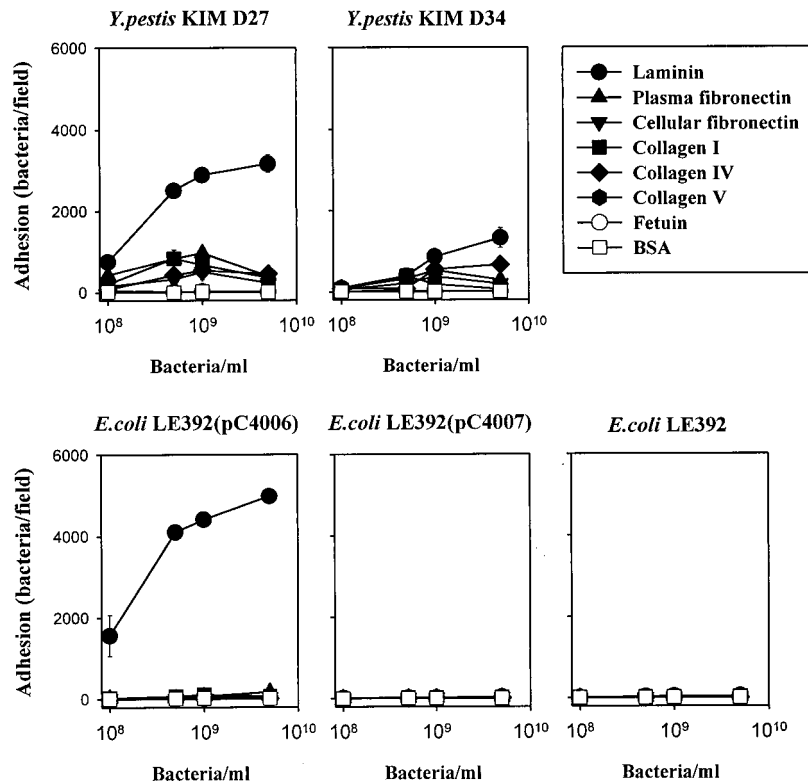 Y.pestis KIM D27
Y.pestis KIM D34
6000
4000
2000
0
Adhesion (bacteria/field)
10⁸
10⁹
10¹⁰
Bacteria/ml
10⁸
10⁹
10¹⁰
Bacteria/ml
Laminin
Plasma fibronectin
Cellular fibronectin
Collagen I
Collagen IV
Collagen V
Fetuin
BSA
E.coli LE392(pC4006)
E.coli LE392(pC4007)
E.coli LE392
6000
4000
2000
0
Adhesion (bacteria/field)
10⁸
10⁹
10¹⁰
Bacteria/ml
10⁸
10⁹
10¹⁰
Bacteria/ml
10⁸
10⁹
10¹⁰
Bacteria/ml